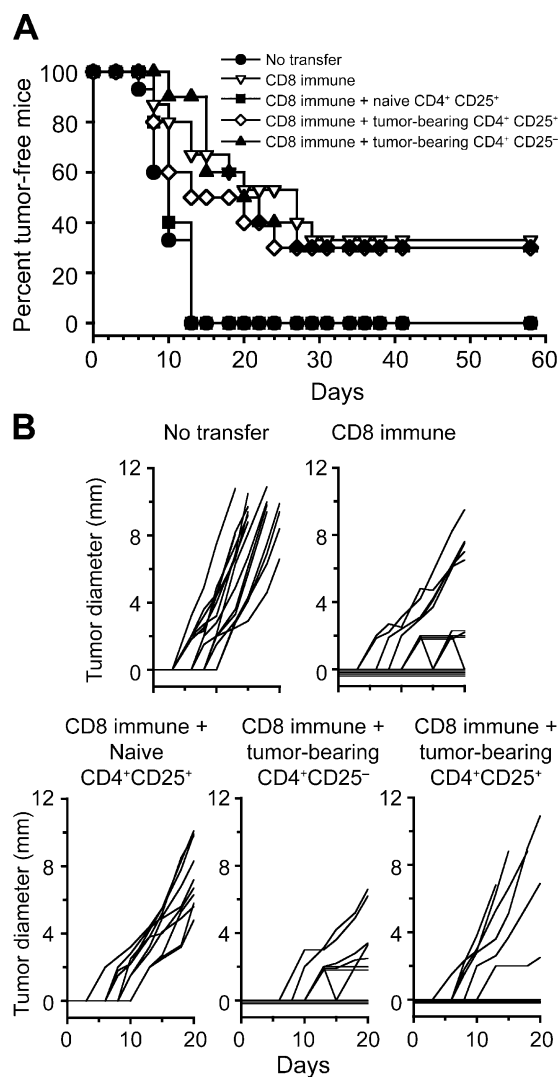 A
No transfer
CD8 immune
CD8 immune + naive CD4⁺ CD25⁺
CD8 immune + tumor-bearing CD4⁺ CD25⁺
CD8 immune + tumor-bearing CD4⁺ CD25⁻
Percent tumor-free mice
100
80
60
40
20
0
0 10 20 30 40 50 60
Days
B
No transfer
CD8 immune
Tumor diameter (mm)
12
8
4
0
12
8
4
0
CD8 immune +
Naive
CD4⁺CD25⁺
CD8 immune +
tumor-bearing
CD4⁺CD25⁻
CD8 immune +
tumor-bearing
CD4⁺CD25⁺
Tumor diameter (mm)
12
8
4
0
0 10 20
12
8
4
0
0 10 20
12
8
4
0
0 10 20
Days